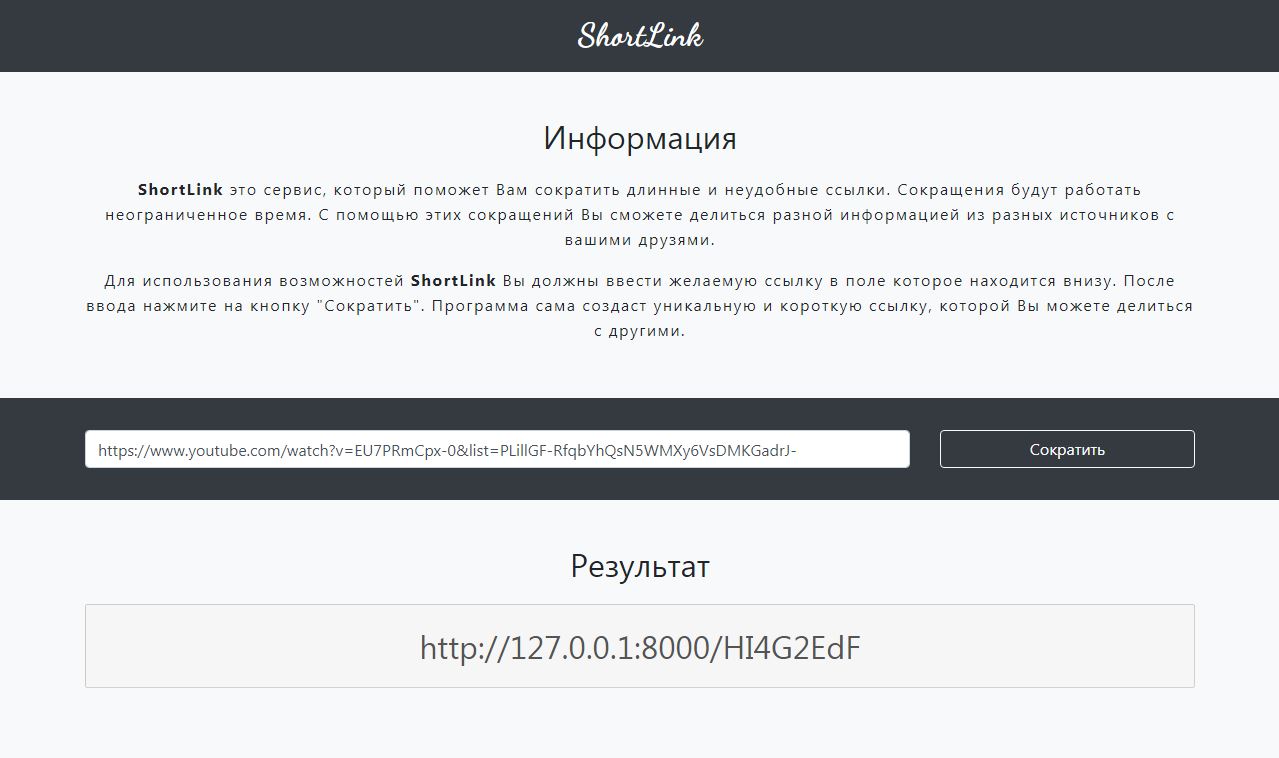 ShortLink
Информация
ShortLink это сервис, который поможет Вам сократить длинные и неудобные ссылки. Сокращения будут работать
неограниченное время. С помощью этих сокращений Вы сможете делиться разной информацией из разных источников с
вашими друзями.
Для использования возможностей ShortLink Вы должны ввести желаемую ссылку в поле которое находится внизу. После
ввода нажмите на кнопку "Сократить". Программа сама создаст уникальную и короткую ссылку, которой Вы можете делиться
с другими.
https://www.youtube.com/watch?v=EU7PRmCpx-0&list=PLillGF-RfqbYhQsN5WMXy6VsDMKGadrJ- Сократить
Результат
http://127.0.0.1:8000/HI4G2EdF